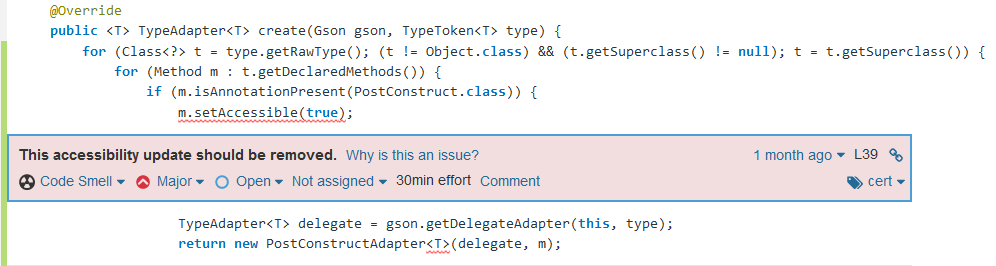 @Override
public <T> TypeAdapter<T> create(Gson gson, TypeToken<T> type) {
for (Class<?> t = type.getRawType(); (t != Object.class) && (t.getSuperclass() != null); t = t.getSuperclass()) {
for (Method m : t.getDeclaredMethods()) {
if (m.isAnnotationPresent(PostConstruct.class)) {
m.setAccessible(true);
This accessibility update should be removed. Why is this an issue? 1 month ago L39
Code Smell Major Open Not assigned 30min effort Comment cert
TypeAdapter<T> delegate = gson.getDelegateAdapter(this, type);
return new PostConstructAdapter<T>(delegate, m);